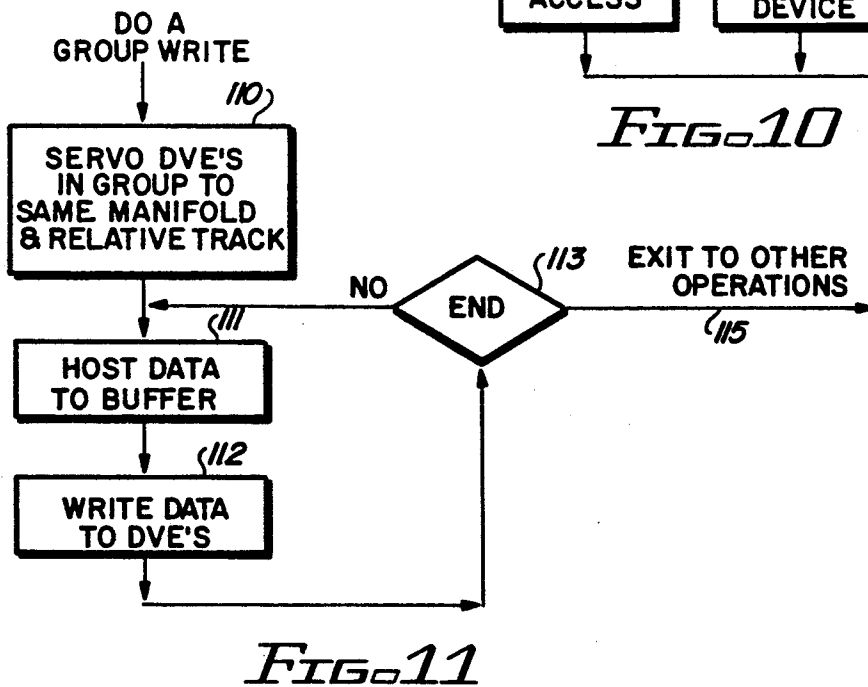 ACCESS
DEVICE
FIG. 10
DO A
GROUP WRITE
110
SERVO DVE'S
IN GROUP TO
SAME MANIFOLD
& RELATIVE TRACK
NO
END
113
EXIT TO OTHER
OPERATIONS
115
111
HOST DATA
TO BUFFER
112
WRITE DATA
TO DVE'S
FIG. 11